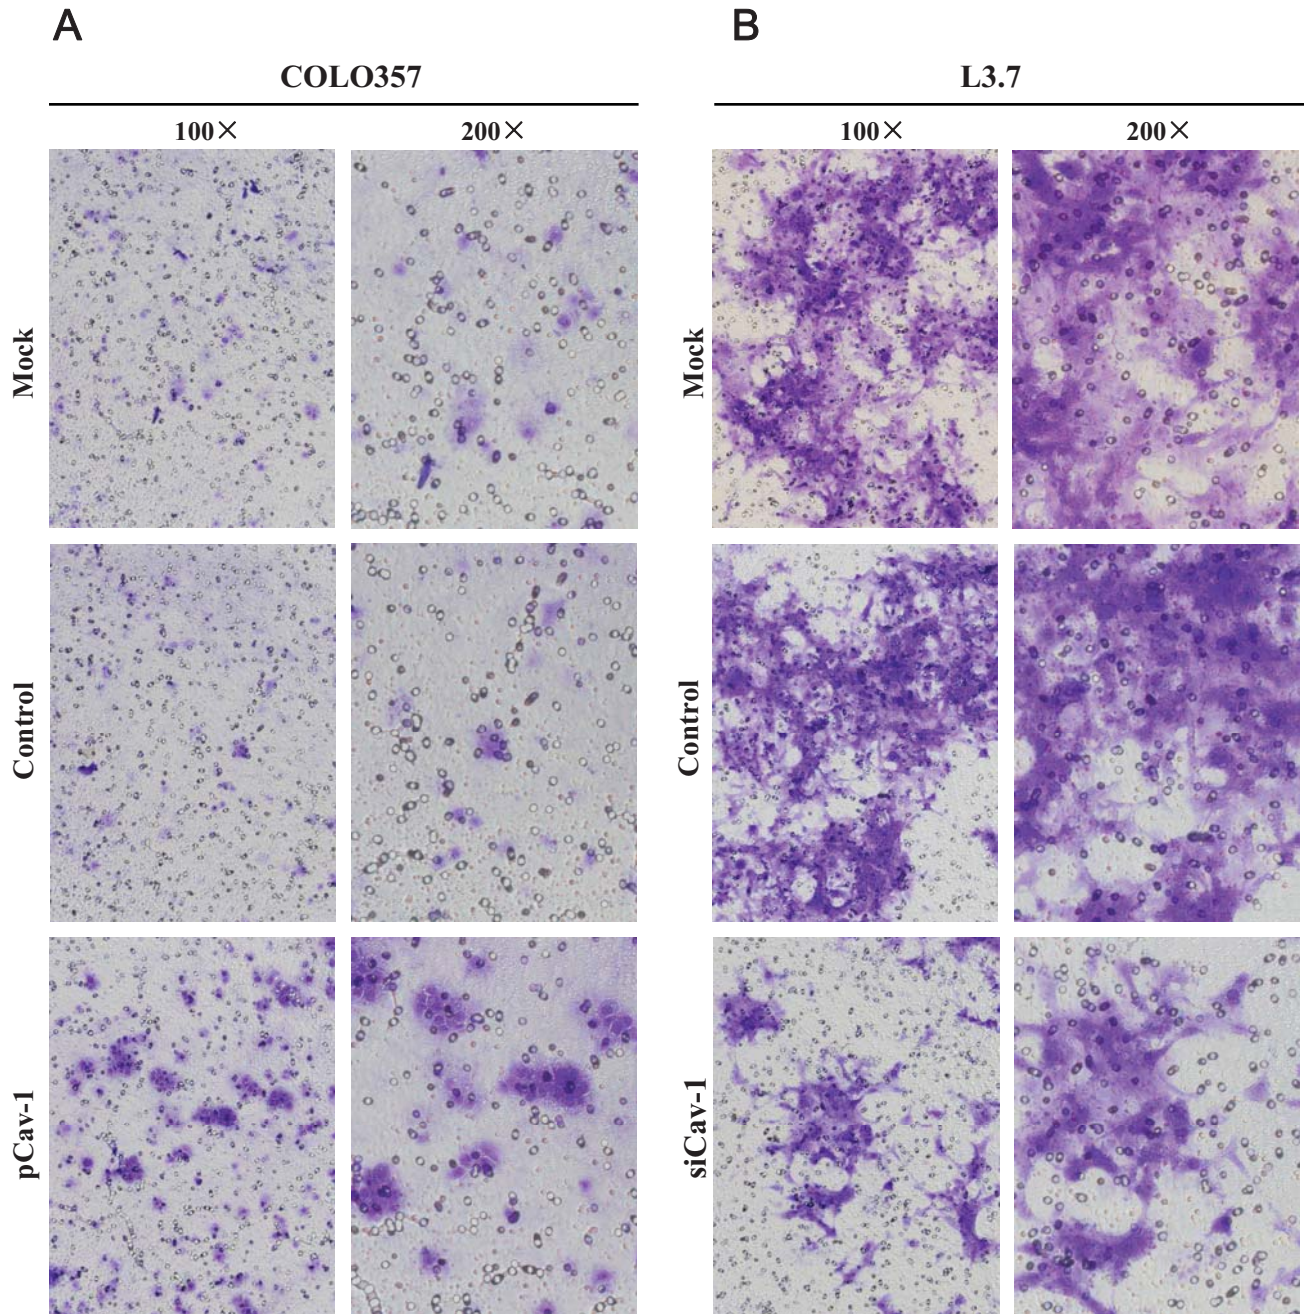 A
B
COLO357
L3.7
100×
200×
100×
200×
Mock
Mock
Control
Control
pCav-1
siCav-1